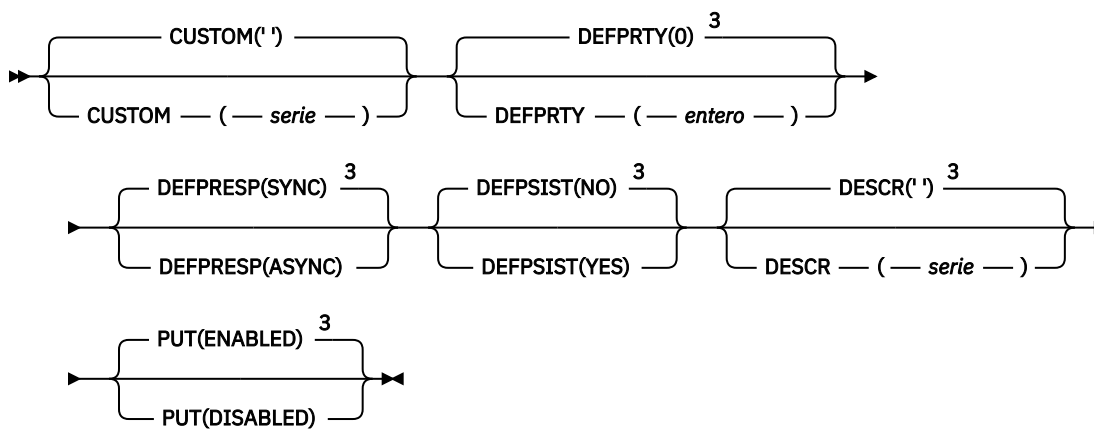 CUSTOM(' ') DEFPRTY(0) 3
CUSTOM ( serie ) DEFPRTY ( entero )
DEFPRESP(SYNC) 3 DEFPSIST(NO) 3 DESCR(' ') 3
DEFPRESP(ASYNC) DEFPSIST(YES) DESCR ( serie )
PUT(ENABLED) 3
PUT(DISABLED)